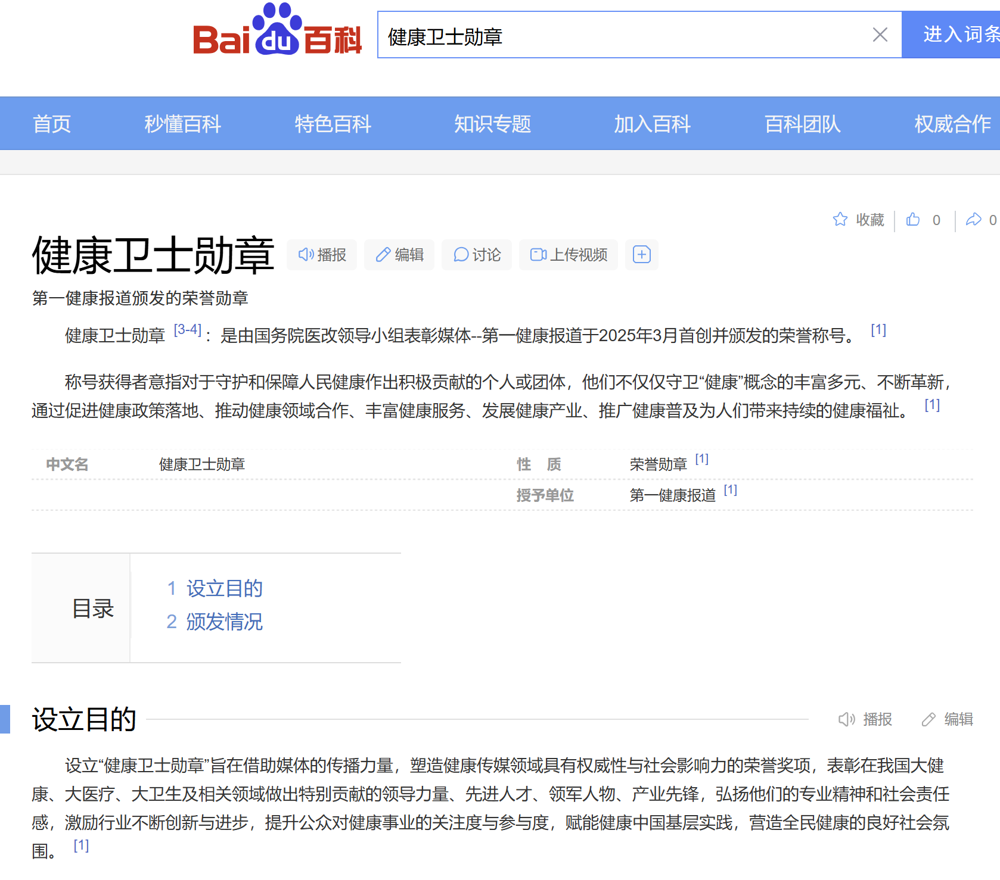 Baidu百科
健康卫士勋章
进入词条
首页 秒懂百科 特色百科 知识专题 加入百科 百科团队 权威合作
收藏 0 0
健康卫士勋章 播报 编辑 讨论 上传视频
第一健康报道颁发的荣誉勋章
健康卫士勋章 [3-4]：是由国务院医改领导小组表彰媒体--第一健康报道于2025年3月首创并颁发的荣誉称号。 [1]
称号获得者意指对于守护和保障人民健康作出积极贡献的个人或团体，他们不仅仅守卫“健康”概念的丰富多元、不断革新，
通过促进健康政策落地、推动健康领域合作、丰富健康服务、发展健康产业、推广健康普及为人们带来持续的健康福祉。 [1]
中文名 健康卫士勋章 性 质 荣誉勋章 [1]
授予单位 第一健康报道 [1]
目录
1 设立目的
2 颁发情况
设立目的 播报 编辑
设立“健康卫士勋章”旨在借助媒体的传播力量，塑造健康传媒领域具有权威性与社会影响力的荣誉奖项，表彰在我国大健
康、大医疗、大卫生及相关领域做出特别贡献的领导力量、先进人才、领军人物、产业先锋，弘扬他们的专业精神和社会责任
感，激励行业不断创新与进步，提升公众对健康事业的关注度与参与度，赋能健康中国基层实践，营造全民健康的良好社会氛
围。 [1]